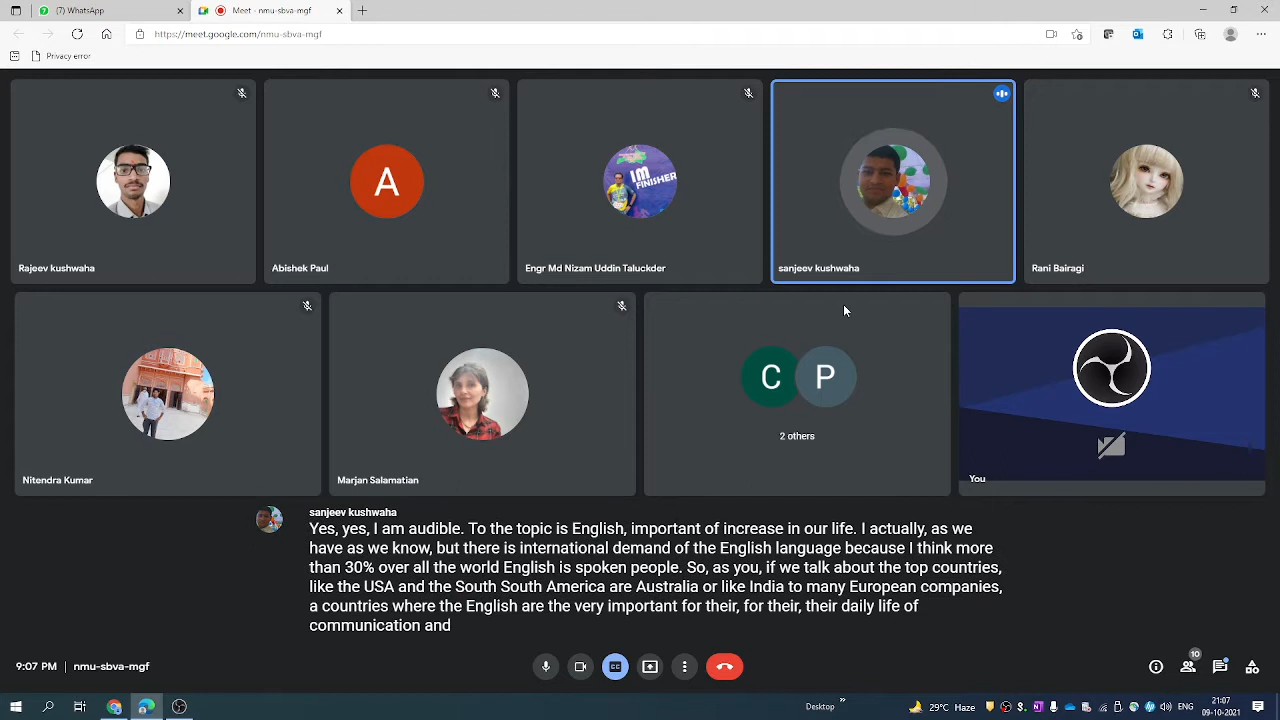 (7) WhatsApp
Meet - nmu-sbva-mgf
https://meet.google.com/nmu-sbva-mgf
Privacy error
I'M
FINISHER
A
Rajeev kushwaha
Abishek Paul
Engr Md Nizam Uddin Taluckder
sanjeev kushwaha
Rani Bairagi
C P
2 others
Nitendra Kumar
Marjan Salamatian
You
sanjeev kushwaha
Yes, yes, I am audible. To the topic is English, important of increase in our life. I actually, as we
have as we know, but there is international demand of the English language because I think more
than 30% over all the world English is spoken people. So, as you, if we talk about the top countries,
like the USA and the South South America are Australia or like India to many European companies,
a countries where the English are the very important for their, for their, their daily life of
communication and
9:07 PM | nmu-sbva-mgf
10
Desktop
29°C Haze
21:07
09-10-2021